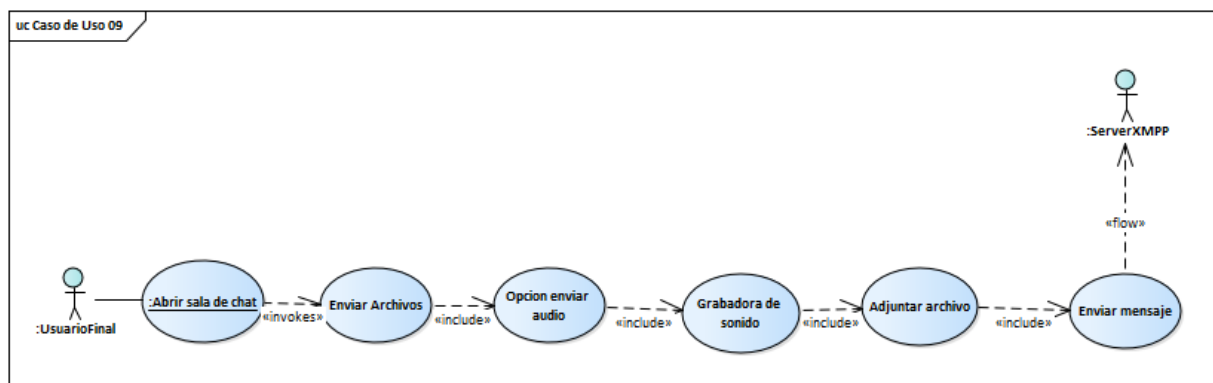 uc Caso de Uso 09
:ServerXMPP
«flow»
:UsuarioFinal
:Abrir sala de chat
«invokes»
Enviar Archivos
«include»
Opcion enviar
audio
«include»
Grabadora de
sonido
«include»
Adjuntar archivo
«include»
Enviar mensaje